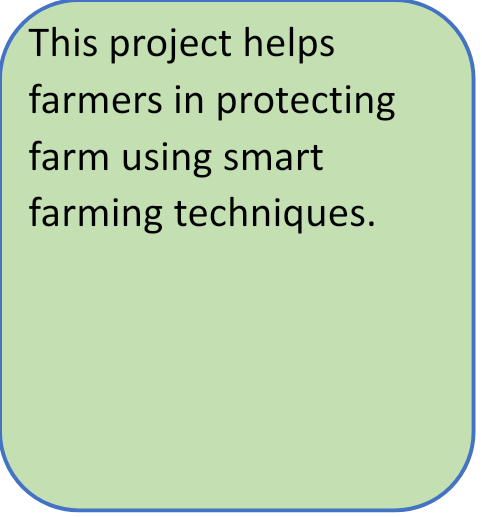 This project helps
farmers in protecting
farm using smart
farming techniques.